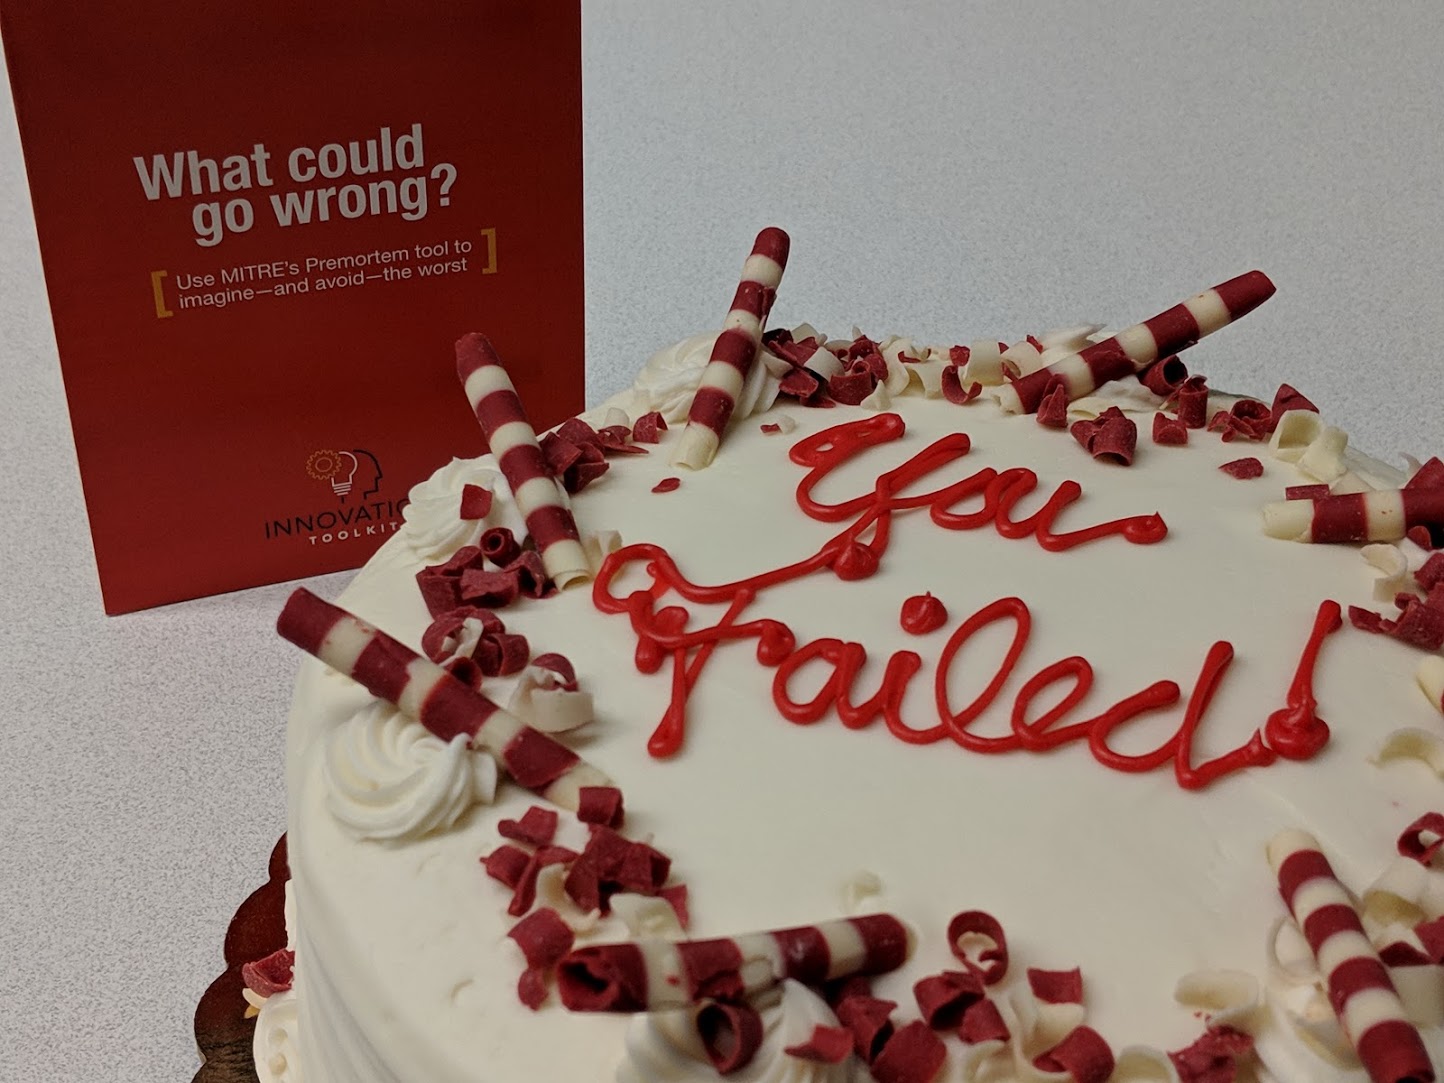 What could
go wrong?
[ Use MITRE's Premortem tool to
imagine—and avoid—the worst ]
TOOLKIT
You
Failed!